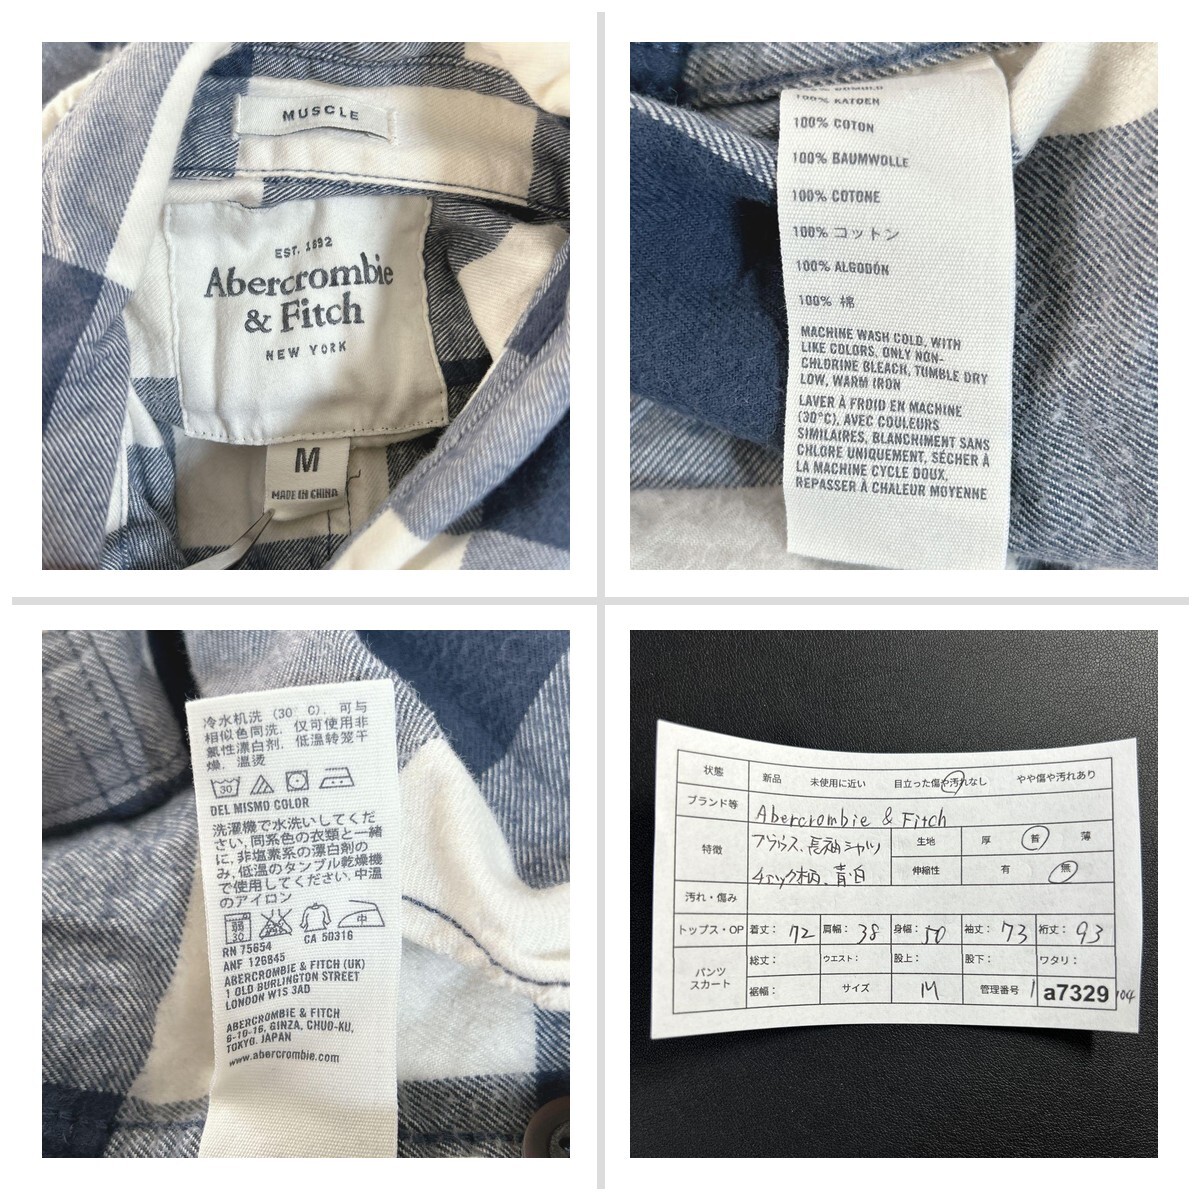 MUSCLE
EST. 1892
Abercrombie
& Fitch
NEW YORK
M
MADE IN CHINA
100% KATOEN
100% COTON
100% BAUMWOLLE
100% COTONE
100% コットン
100% ALGODÓN
100% 棉
MACHINE WASH COLD, WITH
LIKE COLORS, ONLY NON-
CHLORINE BLEACH, TUMBLE DRY
LOW, WARM IRON
LAVER À FROID EN MACHINE
(30°C), AVEC COULEURS
SIMILAIRES, BLANCHIMENT SANS
CHLORE UNIQUEMENT, SÉCHER À
LA MACHINE CYCLE DOUX,
REPASSER À CHALEUR MOYENNE
冷水机洗 (30° C), 可与
相似色同洗, 仅可使用非
氯性漂白剂, 低温转笼干
燥, 温烫
30
DEL MISMO COLOR
洗濯機で水洗いしてくだ
さい, 同系色の衣類と一緒
に, 非塩素系の漂白剤の
み, 低温のタンブル乾燥機
で使用してください. 中温
のアイロン
30
中
RN 75654
CA 50316
ANF 126845
ABERCROMBIE & FITCH (UK)
1 OLD BURLINGTON STREET
LONDON W1S 3AD
ABERCROMBIE & FITCH
6-10-16, GINZA, CHUO-KU,
TOKYO, JAPAN
www.abercrombie.com
状態 新品 未使用に近い 目立った傷や汚れなし やや傷や汚れあり
ブランド等 Abercrombie & Fitch
特徴 ブラウス、長袖シャツ 生地 厚 普 薄
チェック柄、青・白 伸縮性 有 無
汚れ・傷み
トップス・OP 着丈: 72 肩幅: 38 身幅: 50 袖丈: 73 裄丈: 93
パンツ スカート 総丈: ウエスト: 股上: 股下: ワタリ:
裾幅: サイズ M 管理番号 a7329 104